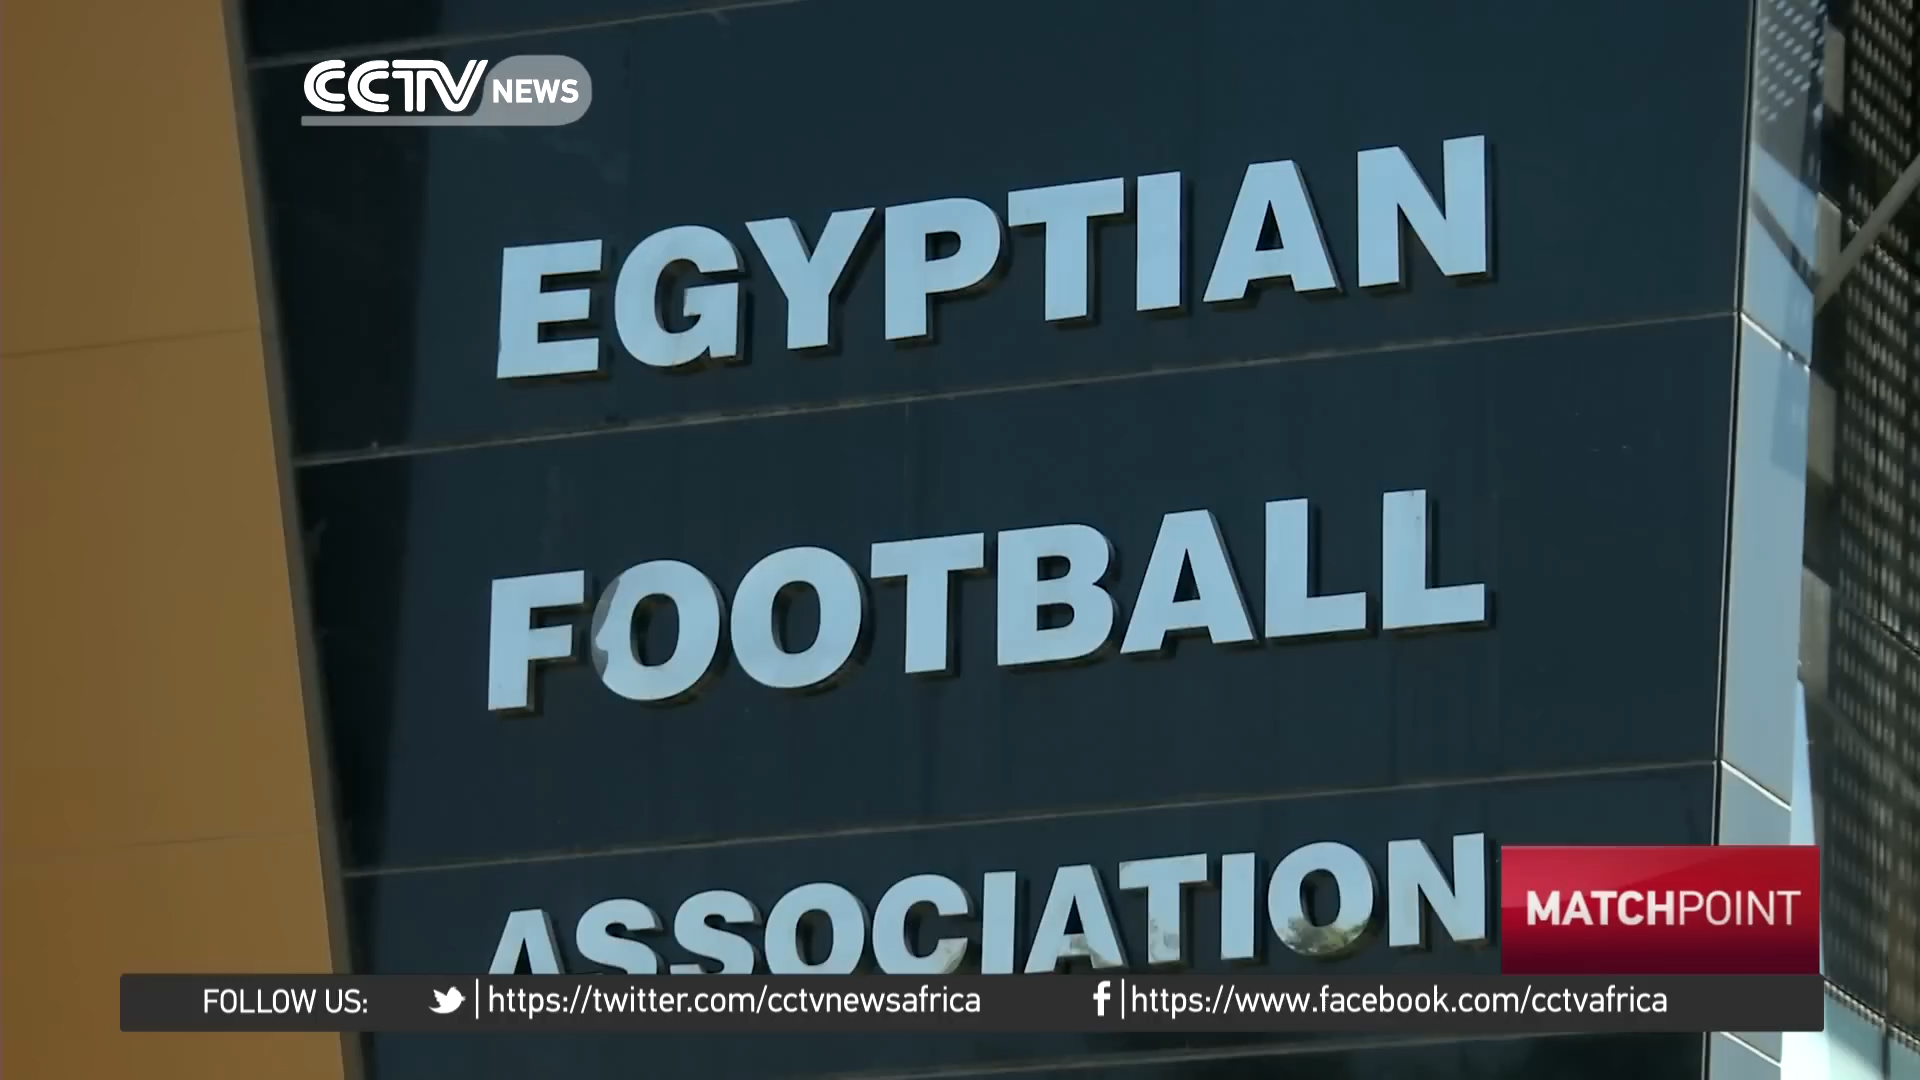 CCTV NEWS
EGYPTIAN
FOOTBALL
ASSOCIATION
MATCHPOINT
FOLLOW US: https://twitter.com/cctvnewsafrica https://www.facebook.com/cctvafrica